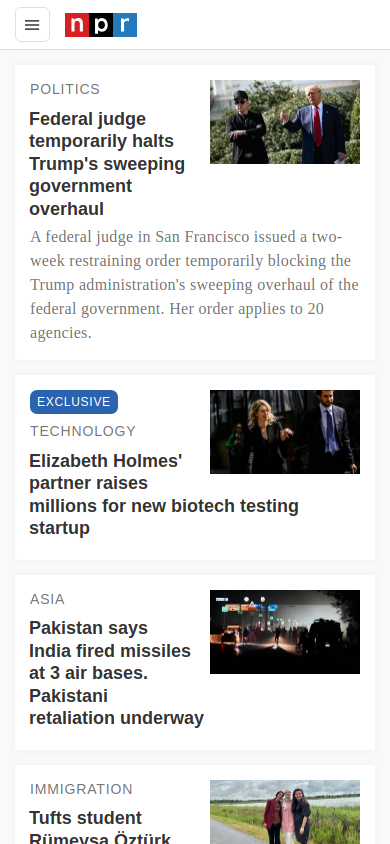 npr
POLITICS
Federal judge
temporarily halts
Trump's sweeping
government
overhaul
A federal judge in San Francisco issued a two-
week restraining order temporarily blocking the
Trump administration's sweeping overhaul of the
federal government. Her order applies to 20
agencies.
EXCLUSIVE
TECHNOLOGY
Elizabeth Holmes'
partner raises
millions for new biotech testing
startup
ASIA
Pakistan says
India fired missiles
at 3 air bases.
Pakistani
retaliation underway
IMMIGRATION
Tufts student
Rümeysa Öztürk